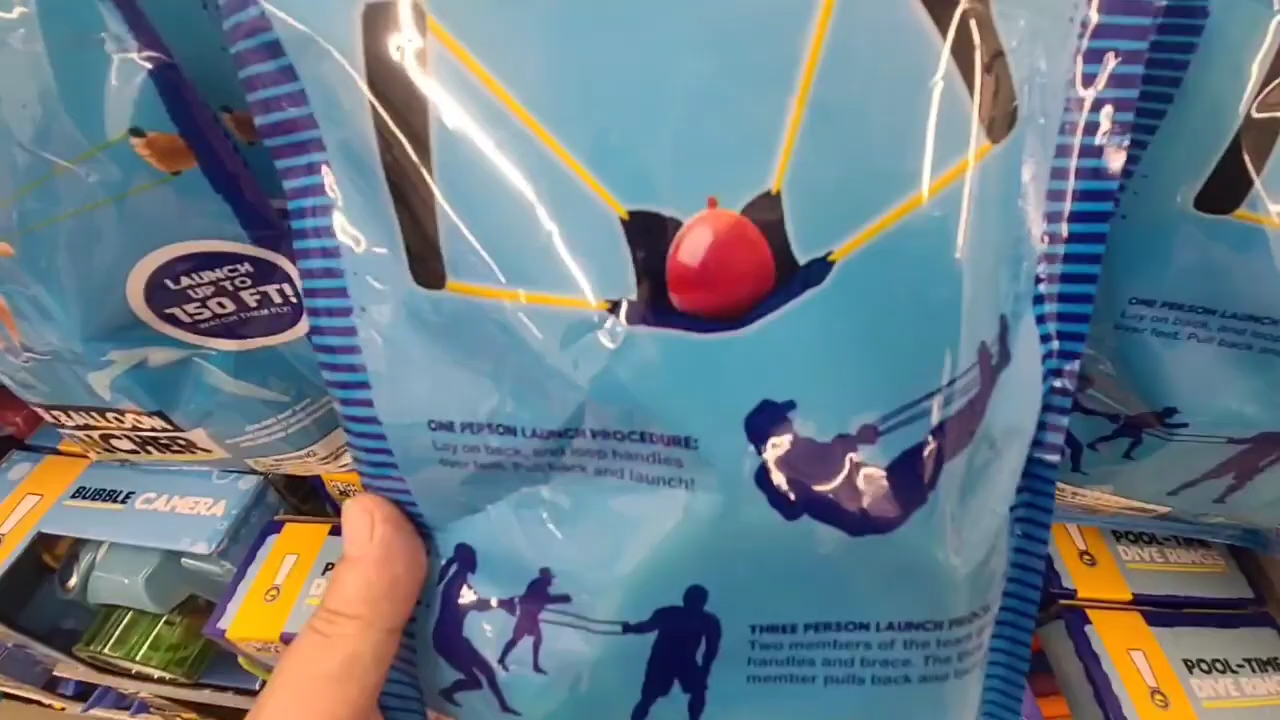 LAUNCH
UP TO
150 FT!
WATCH THEM FLY!
BALLOON
ONE PERSON LAUNCH PROCEDURE:
Lay on back, and loop handles
over feet. Pull back and launch!
THREE PERSON LAUNCH
Two members of the team
handles and brace. The
member pulls back and
ONE PERSON LAUNCH
Lay on back, and loop
over feet. Pull back and
BUBBLE CAMERA
POOL-TIME
DIVE RINGS
POOL-TIME
DIVE RINGS